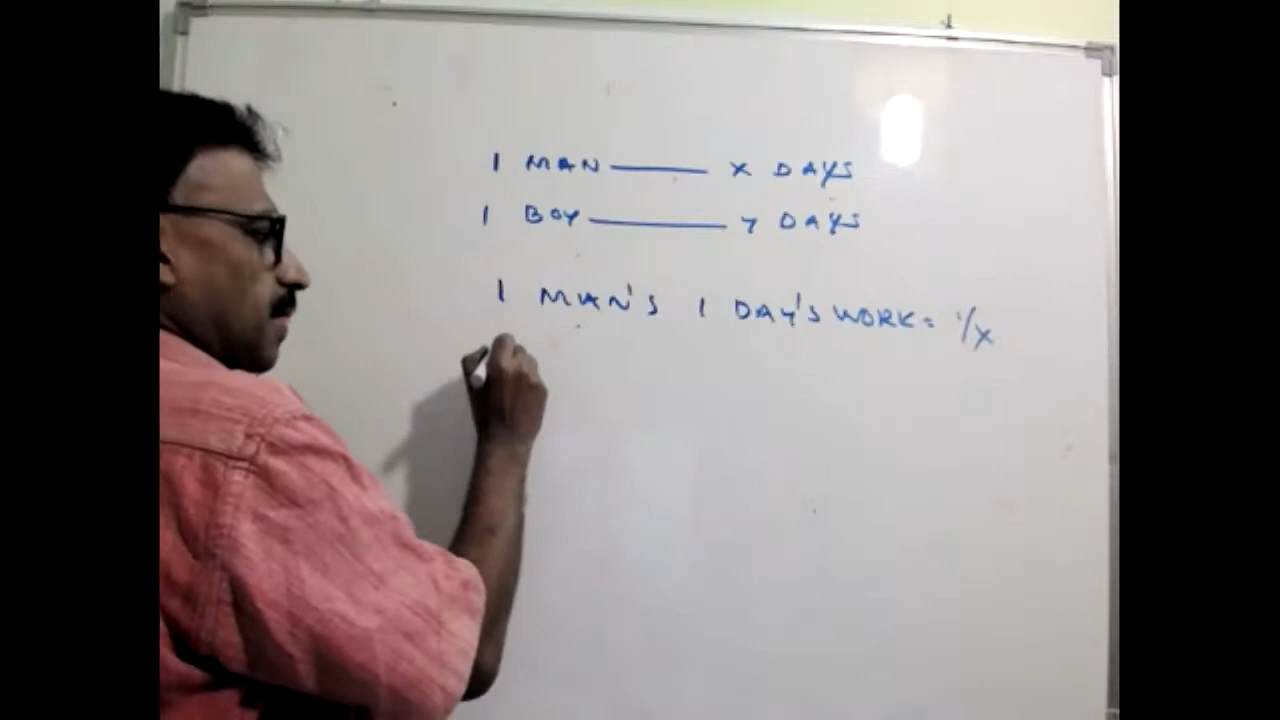 1 MAN —— X DAYS
1 BOY —— Y DAYS
1 MAN'S 1 DAY'S WORK = 1/X